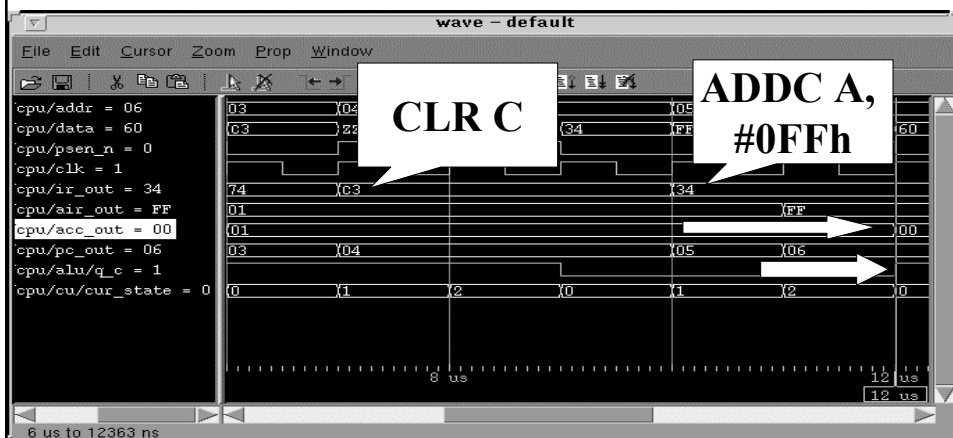 wave – default
File Edit Cursor Zoom Prop Window
CLR C
ADDC A,
#0FFh
cpu/addr = 06 03 04 05
cpu/data = 60 C3 ZZ 34 FF 60
cpu/psen_n = 0
cpu/clk = 1
cpu/ir_out = 34 74 C3 34
cpu/air_out = FF 01 FF
cpu/acc_out = 00 01 00
cpu/pc_out = 06 03 04 05 06
cpu/alu/q_c = 1
cpu/cu/cur_state = 0 0 1 2 0 1 2 0
8 us 12 us
12 us
6 us to 12363 ns